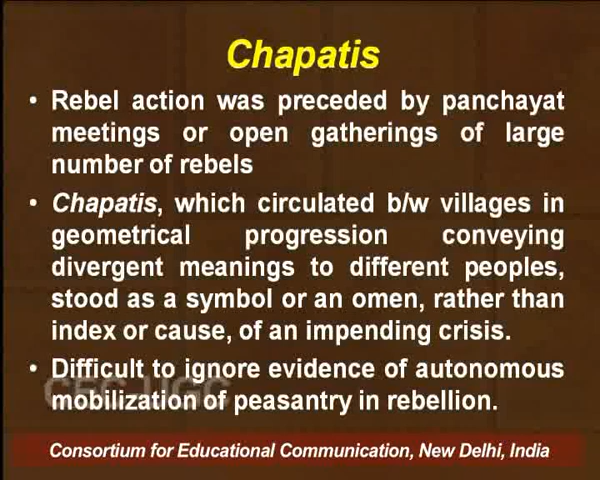 Chapatis
• Rebel action was preceded by panchayat
meetings or open gatherings of large
number of rebels
• Chapatis, which circulated b/w villages in
geometrical progression conveying
divergent meanings to different peoples,
stood as a symbol or an omen, rather than
index or cause, of an impending crisis.
• Difficult to ignore evidence of autonomous
CEC-UGC
mobilization of peasantry in rebellion.
Consortium for Educational Communication, New Delhi, India